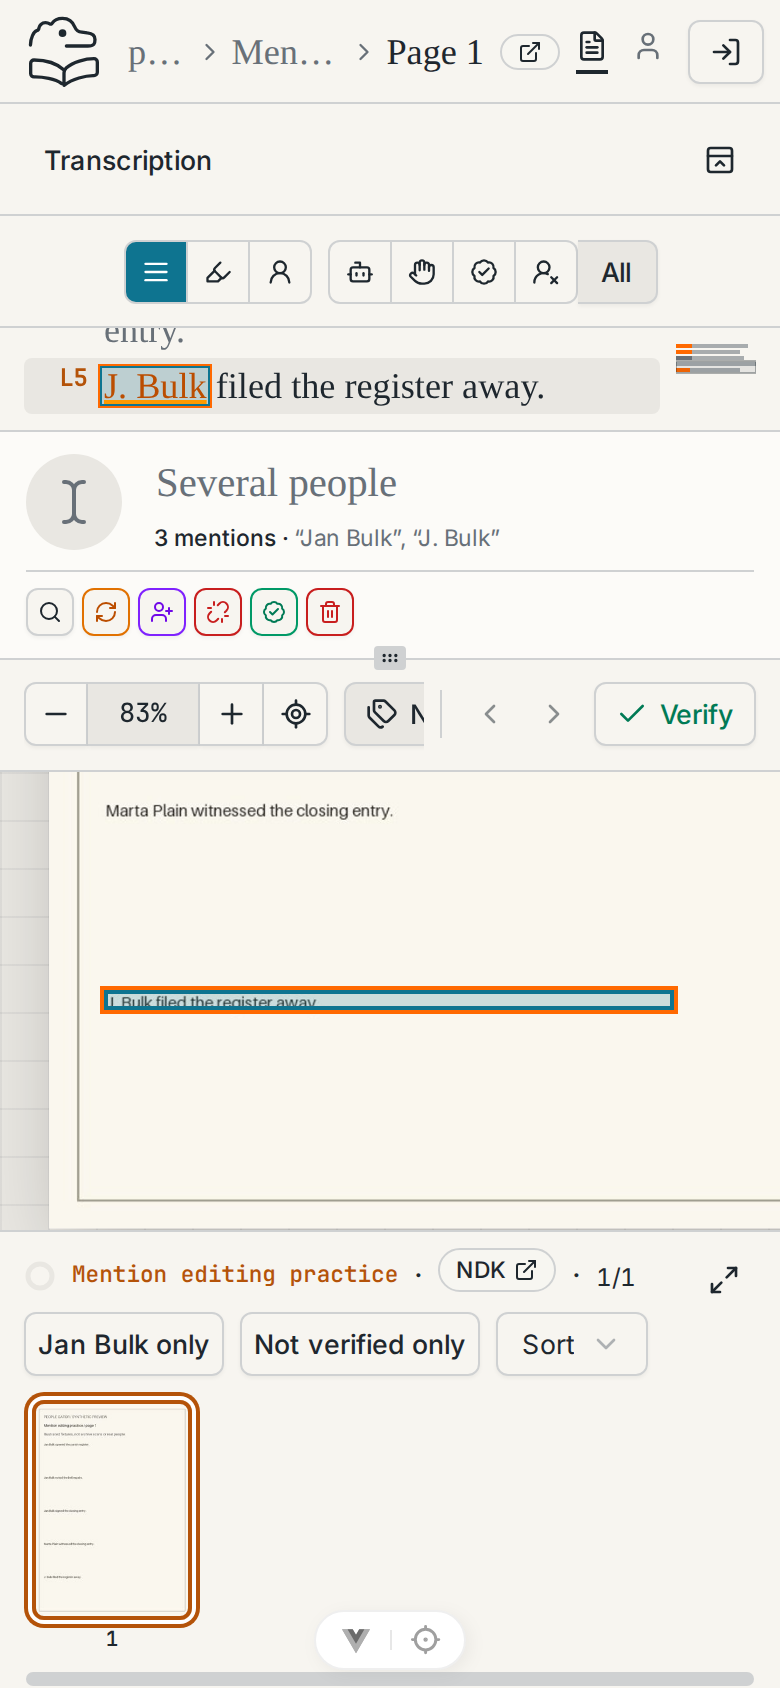 p… > Men… > Page 1
Transcription
All
entry.
L5 J. Bulk filed the register away.
Several people
3 mentions · “Jan Bulk”, “J. Bulk”
83%
N
Verify
Marta Plain witnessed the closing entry.
J. Bulk filed the register away.
Mention editing practice · NDK · 1/1
Jan Bulk only
Not verified only
Sort
1